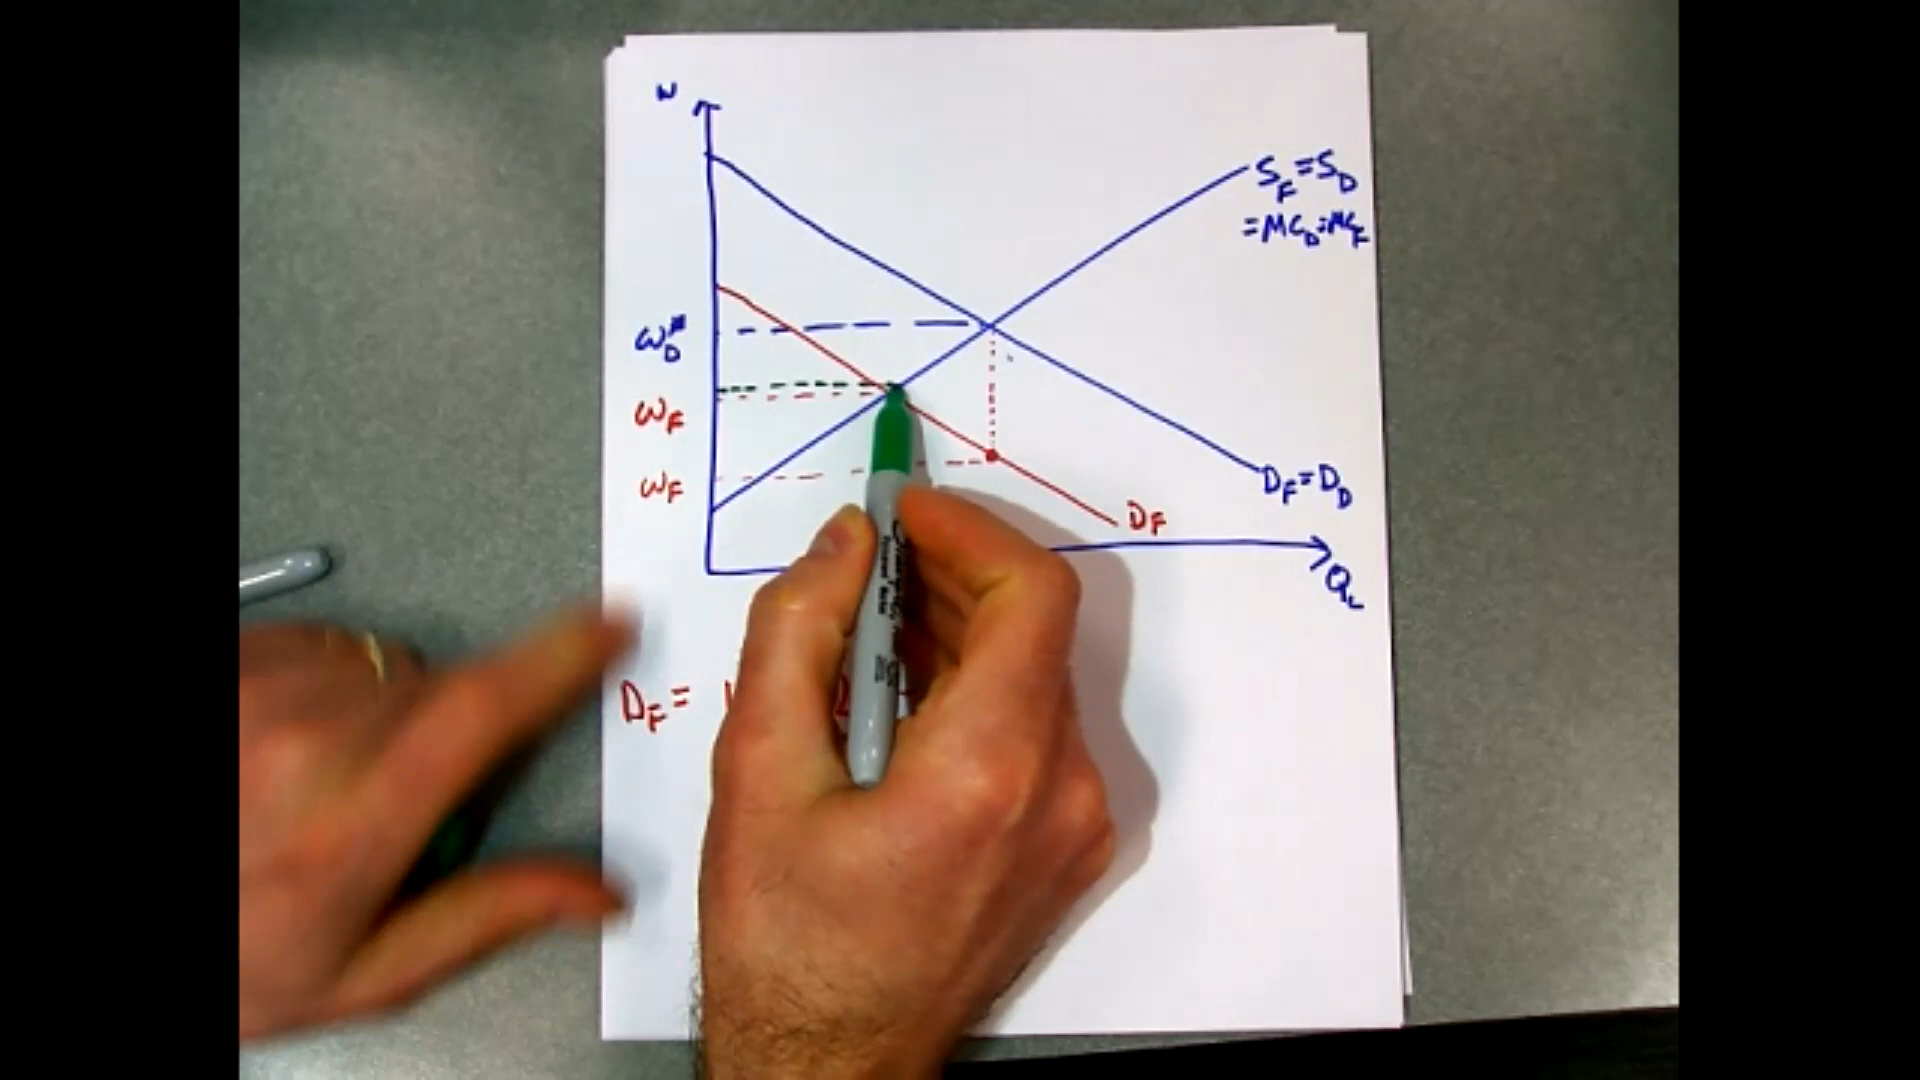 w
S_F = S_D
= MC_D = MC_F
ω_D*
ω_F
ω_F
D_F = D_D
D_F
Q_L
D_F =